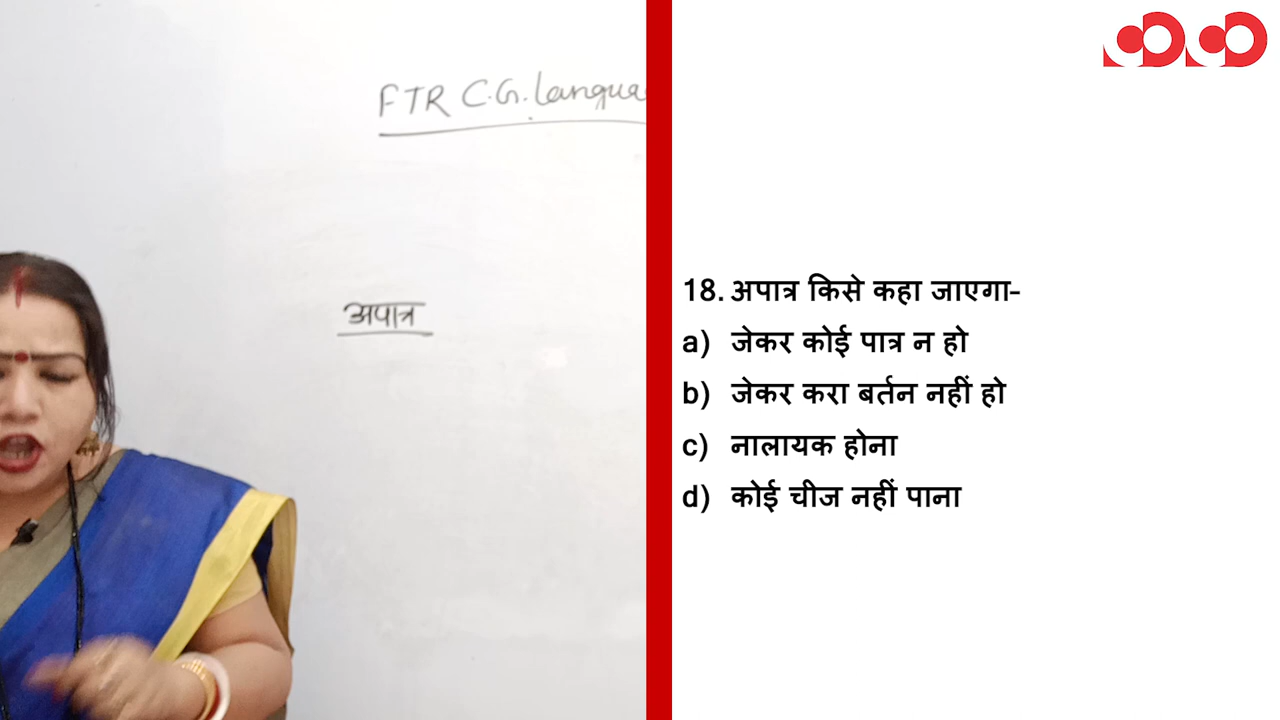 FTR C.G. Langua
अपात्र
18. अपात्र किसे कहा जाएगा-
a) जेकर कोई पात्र न हो
b) जेकर करा बर्तन नहीं हो
c) नालायक होना
d) कोई चीज नहीं पाना